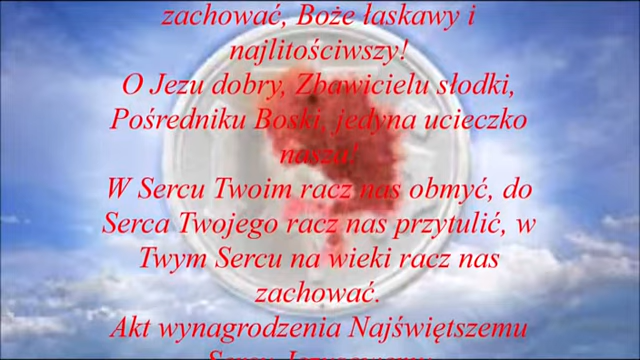 zachować, Boże łaskawy i
najlitościwszy!
O Jezu dobry, Zbawicielu słodki,
Pośredniku Boski, jedyna ucieczko
nasza!
W Sercu Twoim racz nas obmyć, do
Serca Twojego racz nas przytulić, w
Twym Sercu na wieki racz nas
zachować.
Akt wynagrodzenia Najświętszemu